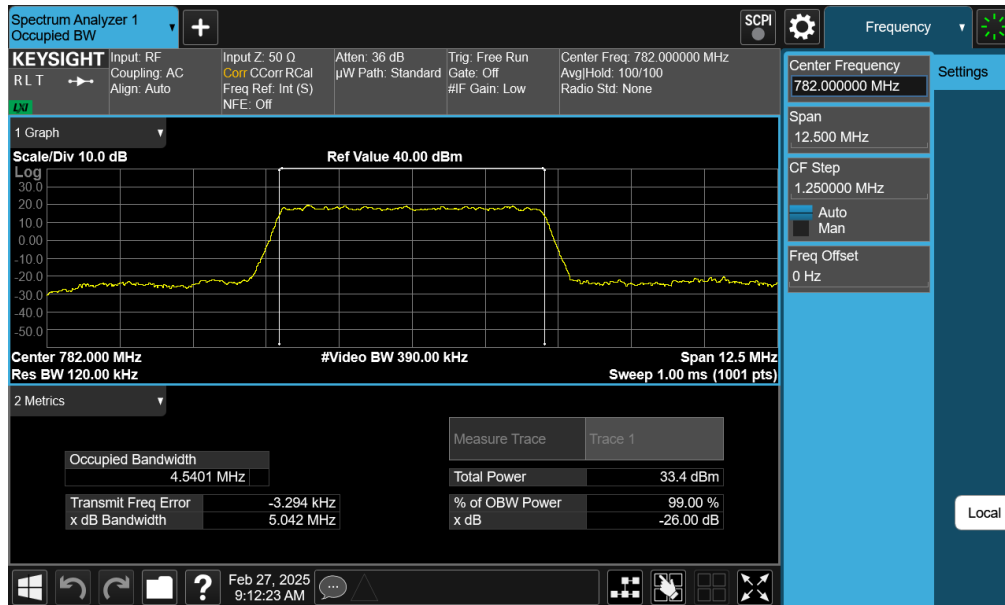 Spectrum Analyzer 1
Occupied BW
+
SCPI
Frequency
KEYSIGHT
R L T
LXI
Input: RF
Coupling: AC
Align: Auto
Input Z: 50 Ω
Corr CCorr RCal
Freq Ref: Int (S)
NFE: Off
Atten: 36 dB
µW Path: Standard
Trig: Free Run
Gate: Off
#IF Gain: Low
Center Freq: 782.000000 MHz
Avg|Hold: 100/100
Radio Std: None
Center Frequency
782.000000 MHz
Settings
Span
12.500 MHz
CF Step
1.250000 MHz
Auto
Man
Freq Offset
0 Hz
Local
1 Graph
Scale/Div 10.0 dB
Ref Value 40.00 dBm
Log
30.0
20.0
10.0
0.00
-10.0
-20.0
-30.0
-40.0
-50.0
Center 782.000 MHz
#Video BW 390.00 kHz
Span 12.5 MHz
Res BW 120.00 kHz
Sweep 1.00 ms (1001 pts)
2 Metrics
Measure Trace Trace 1
Occupied Bandwidth
4.5401 MHz
Total Power 33.4 dBm
Transmit Freq Error -3.294 kHz
% of OBW Power 99.00 %
x dB Bandwidth 5.042 MHz
x dB -26.00 dB
?
Feb 27, 2025
9:12:23 AM